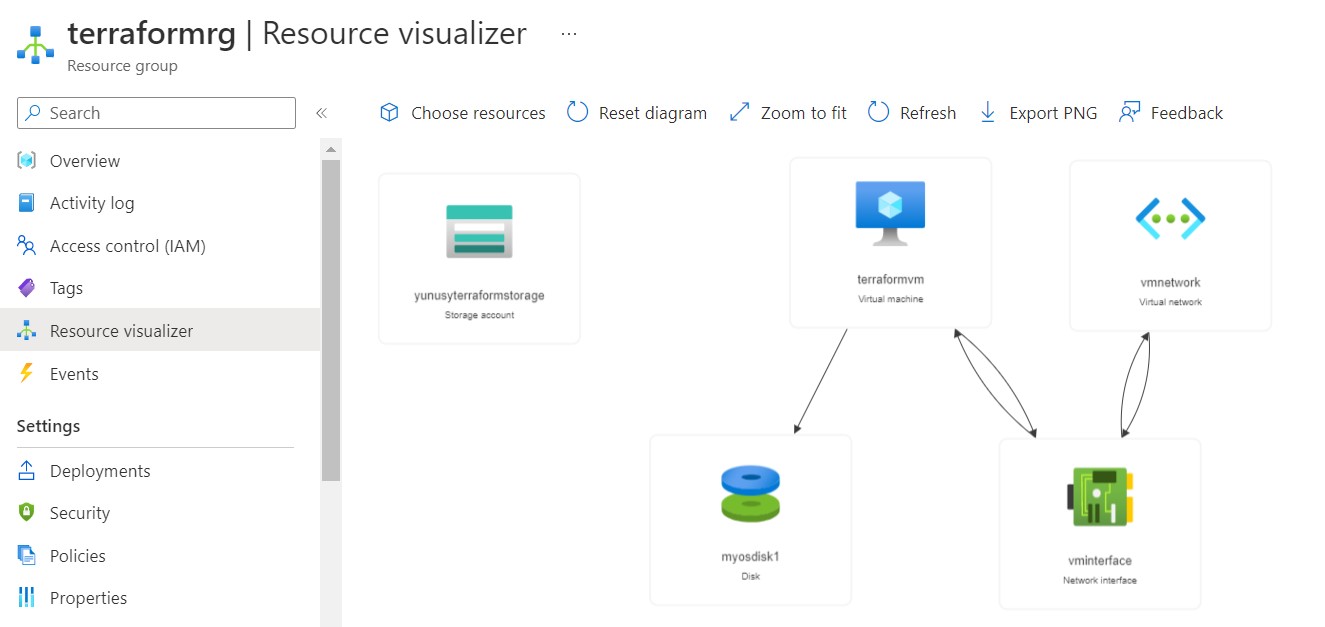 terraformrg | Resource visualizer ...
Resource group
Search
«
Choose resources
Reset diagram
Zoom to fit
Refresh
Export PNG
Feedback
Overview
Activity log
Access control (IAM)
Tags
Resource visualizer
Events
Settings
Deployments
Security
Policies
Properties
yunusyterraformstorage
Storage account
terraformvm
Virtual machine
vmnetwork
Virtual network
myosdisk1
Disk
vminterface
Network interface